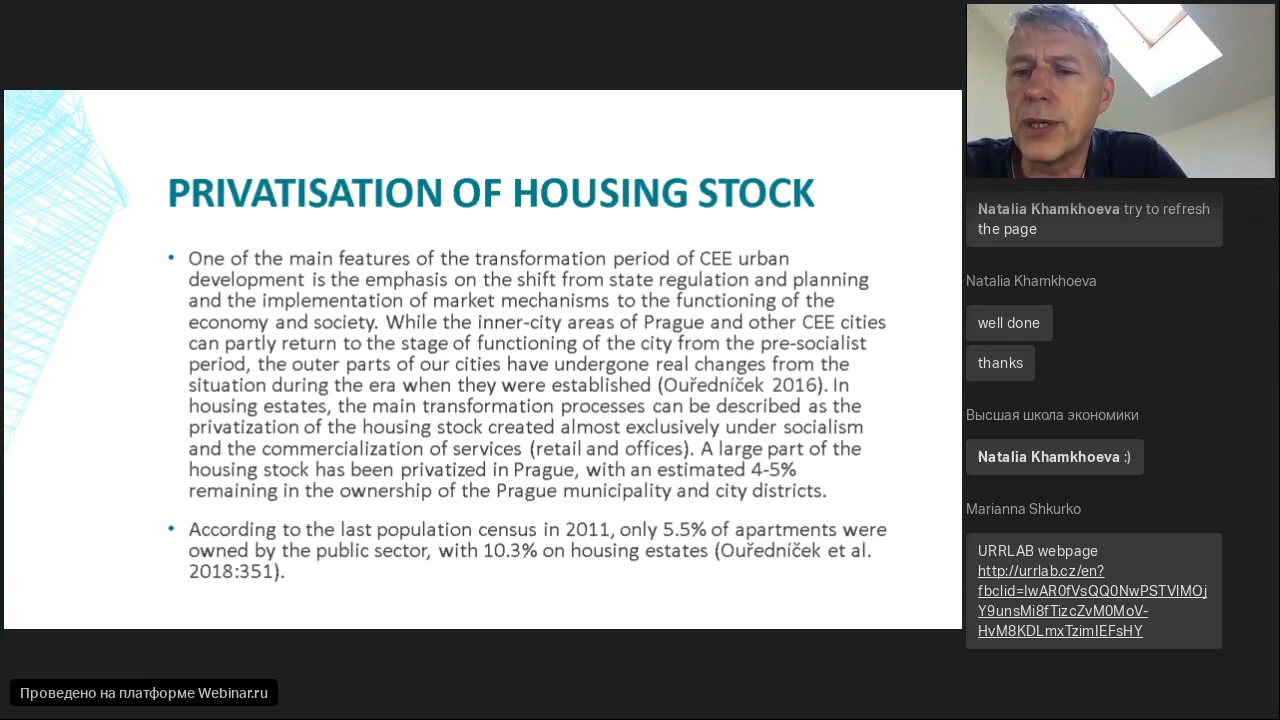 PRIVATISATION OF HOUSING STOCK
• One of the main features of the transformation period of CEE urban
development is the emphasis on the shift from state regulation and planning
and the implementation of market mechanisms to the functioning of the
economy and society. While the inner-city areas of Prague and other CEE cities
can partly return to the stage of functioning of the city from the pre-socialist
period, the outer parts of our cities have undergone real changes from the
situation during the era when they were established (Ouředníček 2016). In
housing estates, the main transformation processes can be described as the
privatization of the housing stock created almost exclusively under socialism
and the commercialization of services (retail and offices). A large part of the
housing stock has been privatized in Prague, with an estimated 4-5%
remaining in the ownership of the Prague municipality and city districts.
• According to the last population census in 2011, only 5.5% of apartments were
owned by the public sector, with 10.3% on housing estates (Ouředníček et al.
2018:351).
Natalia Khamkhoeva try to refresh
the page
Natalia Khamkhoeva
well done
thanks
Высшая школа экономики
Natalia Khamkhoeva :)
Marianna Shkurko
URRLAB webpage
http://urrlab.cz/en?
fbclid=IwAR0fVsQQ0NwPSTVlMOj
Y9unsMi8fTizcZvM0MoV-
HvM8KDLmxTzimIEFsHY
Проведено на платформе Webinar.ru